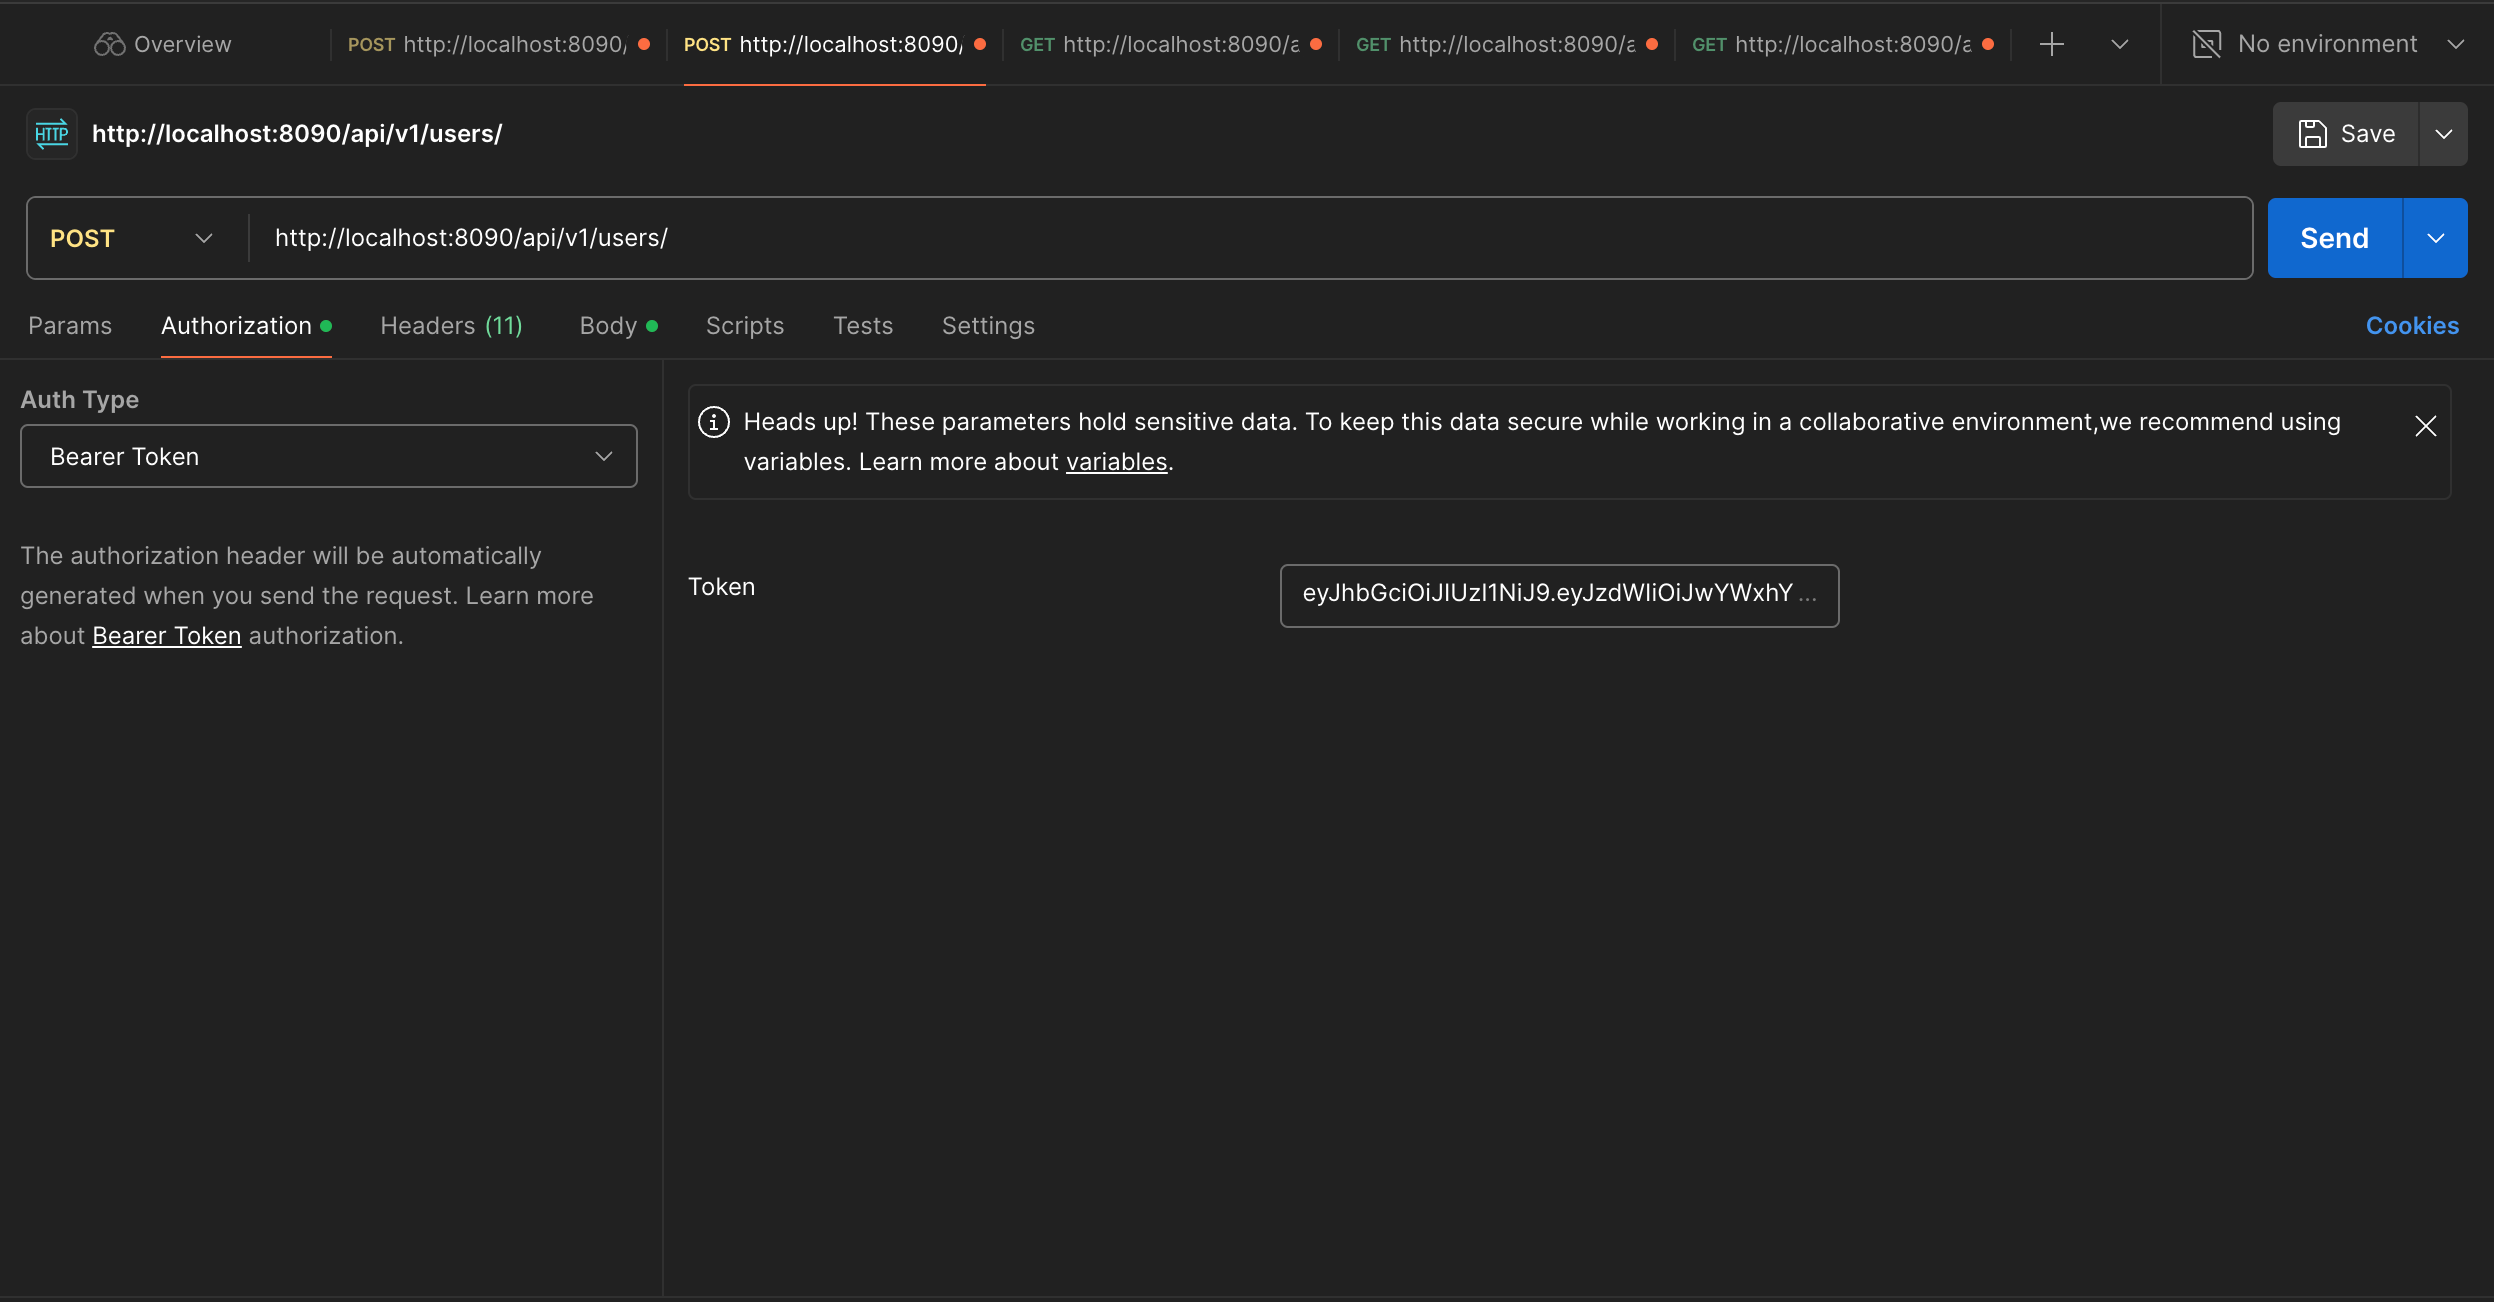 Overview
POST http://localhost:8090/
POST http://localhost:8090/
GET http://localhost:8090/a
GET http://localhost:8090/a
GET http://localhost:8090/a
No environment
HTTP
http://localhost:8090/api/v1/users/
Save
POST
http://localhost:8090/api/v1/users/
Send
Params
Authorization
Headers (11)
Body
Scripts
Tests
Settings
Cookies
Auth Type
Bearer Token
The authorization header will be automatically
generated when you send the request. Learn more
about Bearer Token authorization.
Heads up! These parameters hold sensitive data. To keep this data secure while working in a collaborative environment,we recommend using
variables. Learn more about variables.
Token
eyJhbGciOiJIUzI1NiJ9.eyJzdWIiOiJwYWxhY ...